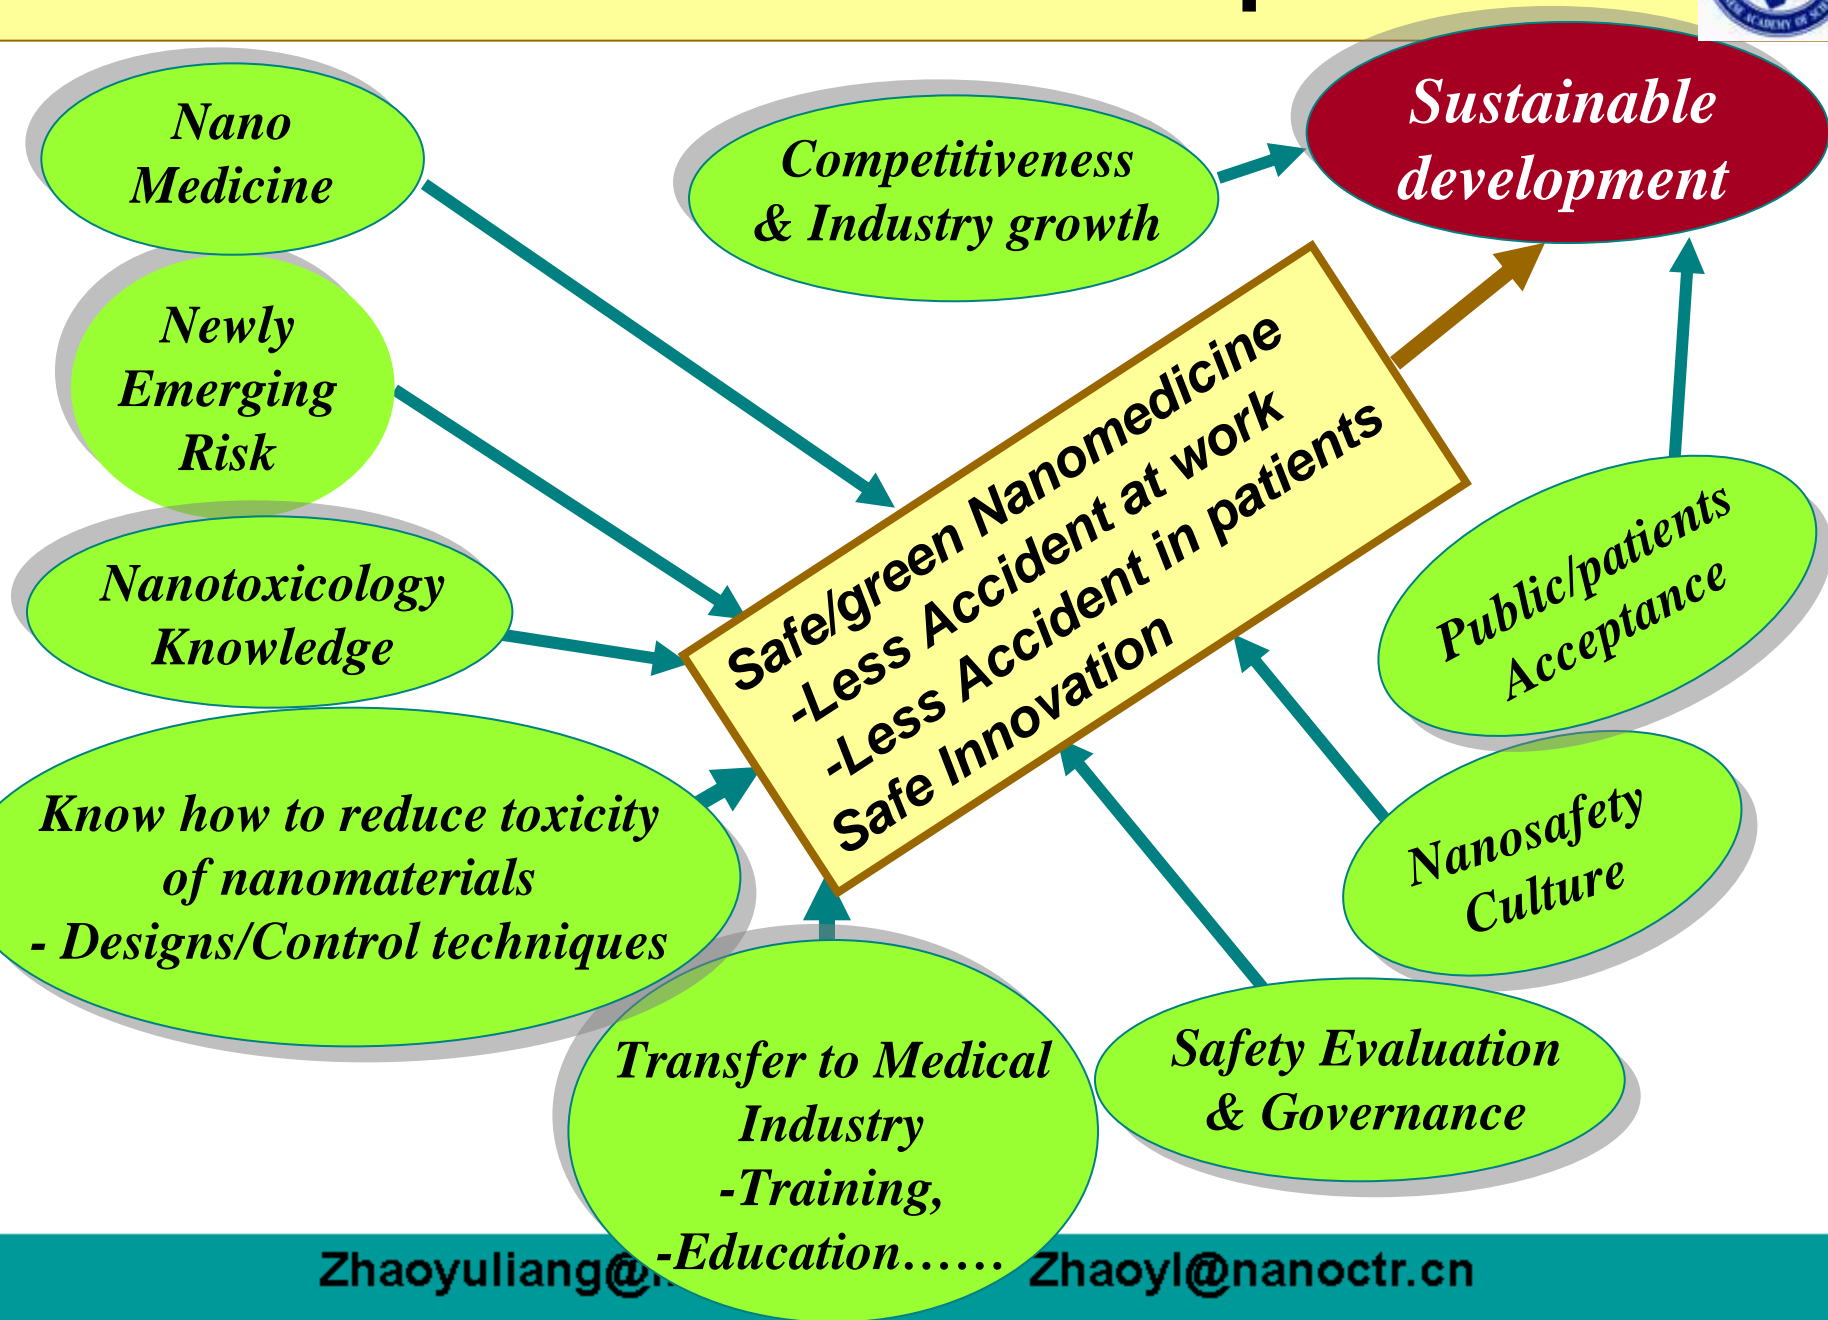 Nano
Medicine
Competitiveness
& Industry growth
Sustainable
development
Newly
Emerging
Risk
Nanotoxicology
Knowledge
Know how to reduce toxicity
of nanomaterials
- Designs/Control techniques
Safe/green Nanomedicine
-Less Accident at work
-Less Accident in patients
Safe Innovation
Public/patients
Acceptance
Nanosafety
Culture
Safety Evaluation
& Governance
Transfer to Medical
Industry
-Training,
-Education……
Zhaoyuliang@
Zhaoyl@nanoctr.cn
ACADEMY OF